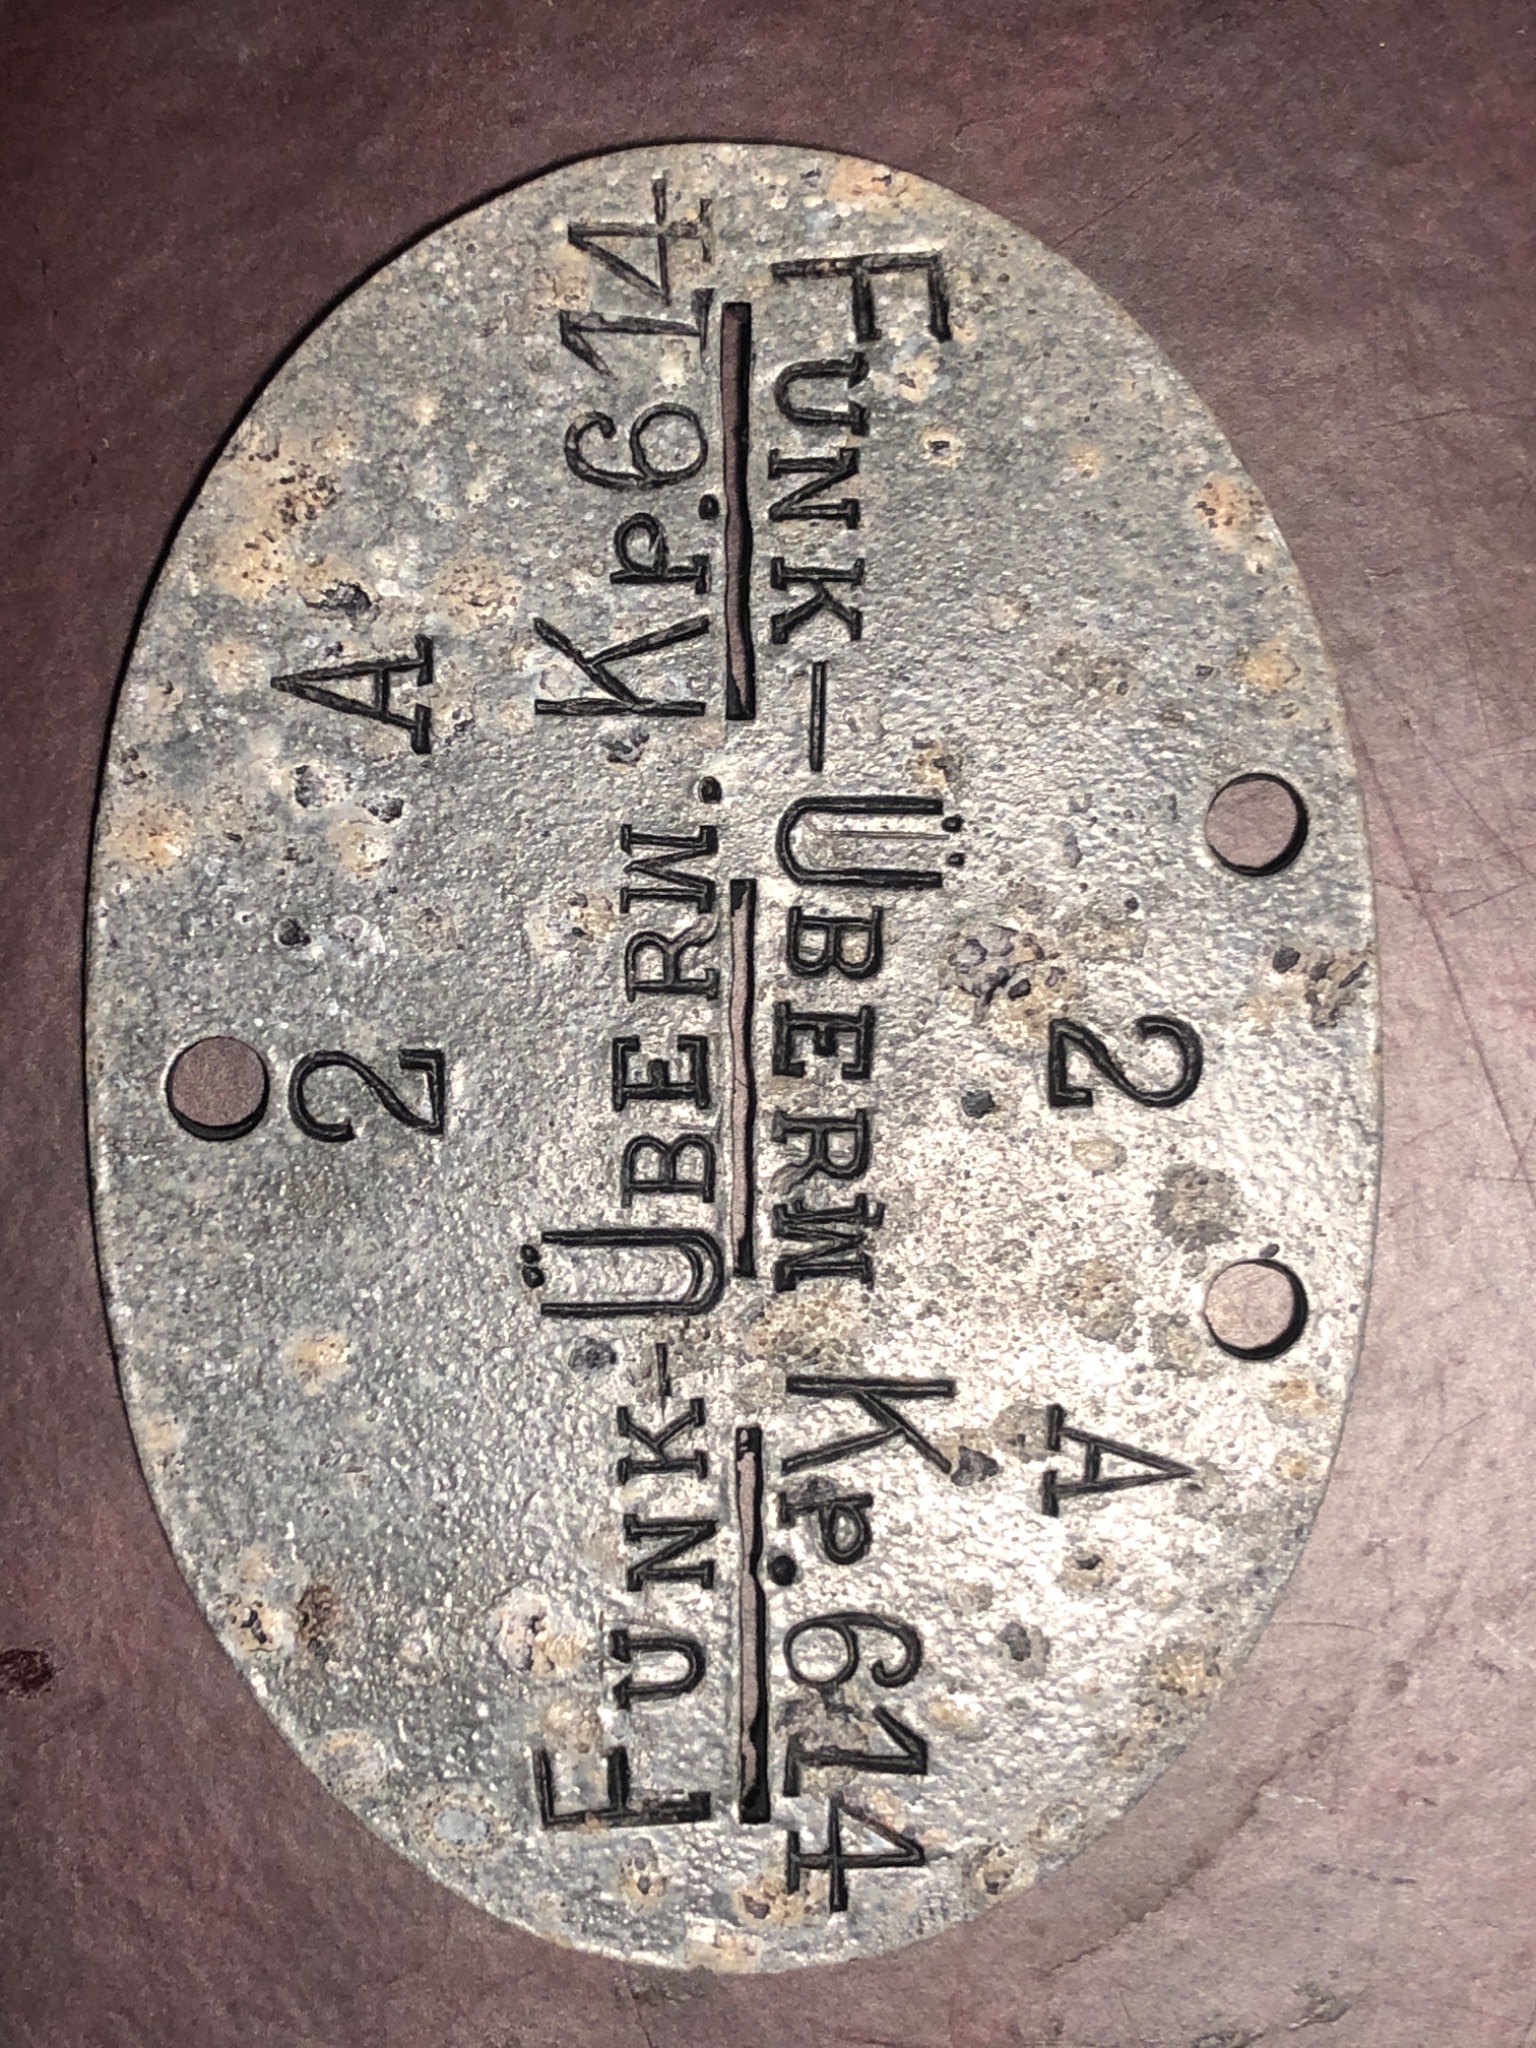 2 A
FUNK-ÜBERW KP.614
2 A
FUNK-ÜBERW. KP.614